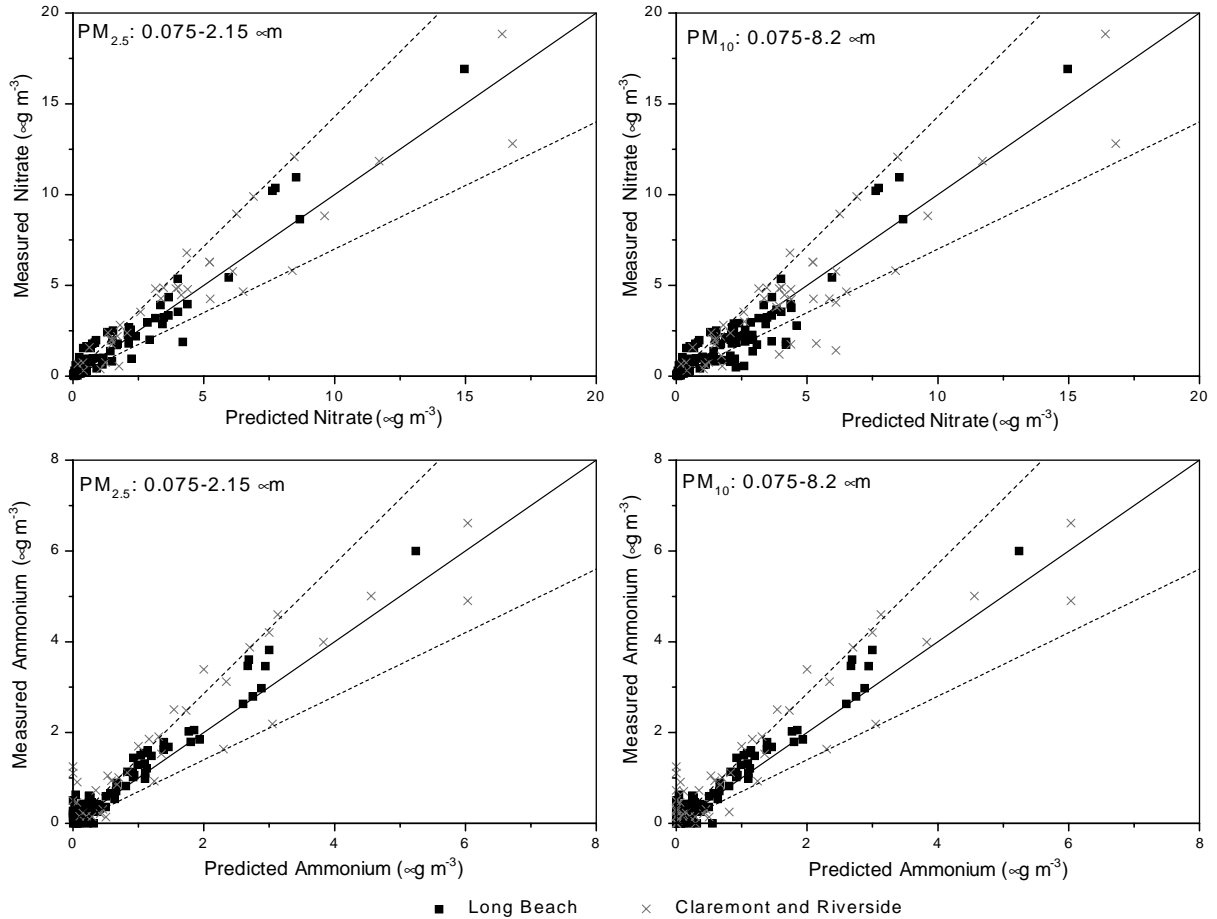 PM2.5: 0.075-2.15 ∝m
Measured Nitrate (∝g m-3)
20
15
10
5
0
0 5 10 15 20
Predicted Nitrate (∝g m-3)
PM10: 0.075-8.2 ∝m
Measured Nitrate (∝g m-3)
20
15
10
5
0
0 5 10 15 20
Predicted Nitrate (∝g m-3)
PM2.5: 0.075-2.15 ∝m
Measured Ammonium (∝g m-3)
8
6
4
2
0
0 2 4 6 8
Predicted Ammonium (∝g m-3)
PM10: 0.075-8.2 ∝m
Measured Ammonium (∝g m-3)
8
6
4
2
0
0 2 4 6 8
Predicted Ammonium (∝g m-3)
Long Beach
Claremont and Riverside